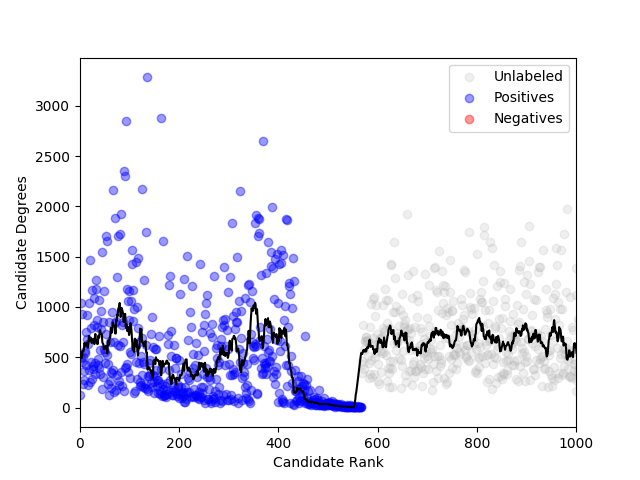 Unlabeled
Positives
Negatives
3000
2500
2000
1500
1000
500
0
Candidate Degrees
0 200 400 600 800 1000
Candidate Rank